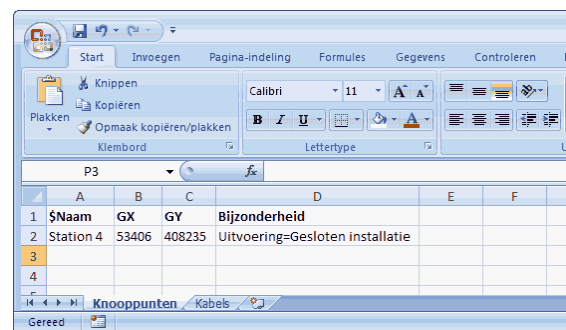 Start Invoegen Pagina-indeling Formules Gegevens Controleren
Plakken
Knippen
Kopiëren
Opmaak kopiëren/plakken
Klembord
Calibri 11 A A
B I U A
Lettertype
P3 fx
A B C D E F
1 $Naam GX GY Bijzonderheid
2 Station 4 53406 408235 Uitvoering=Gesloten installatie
3
4
Knooppunten Kabels
Gereed